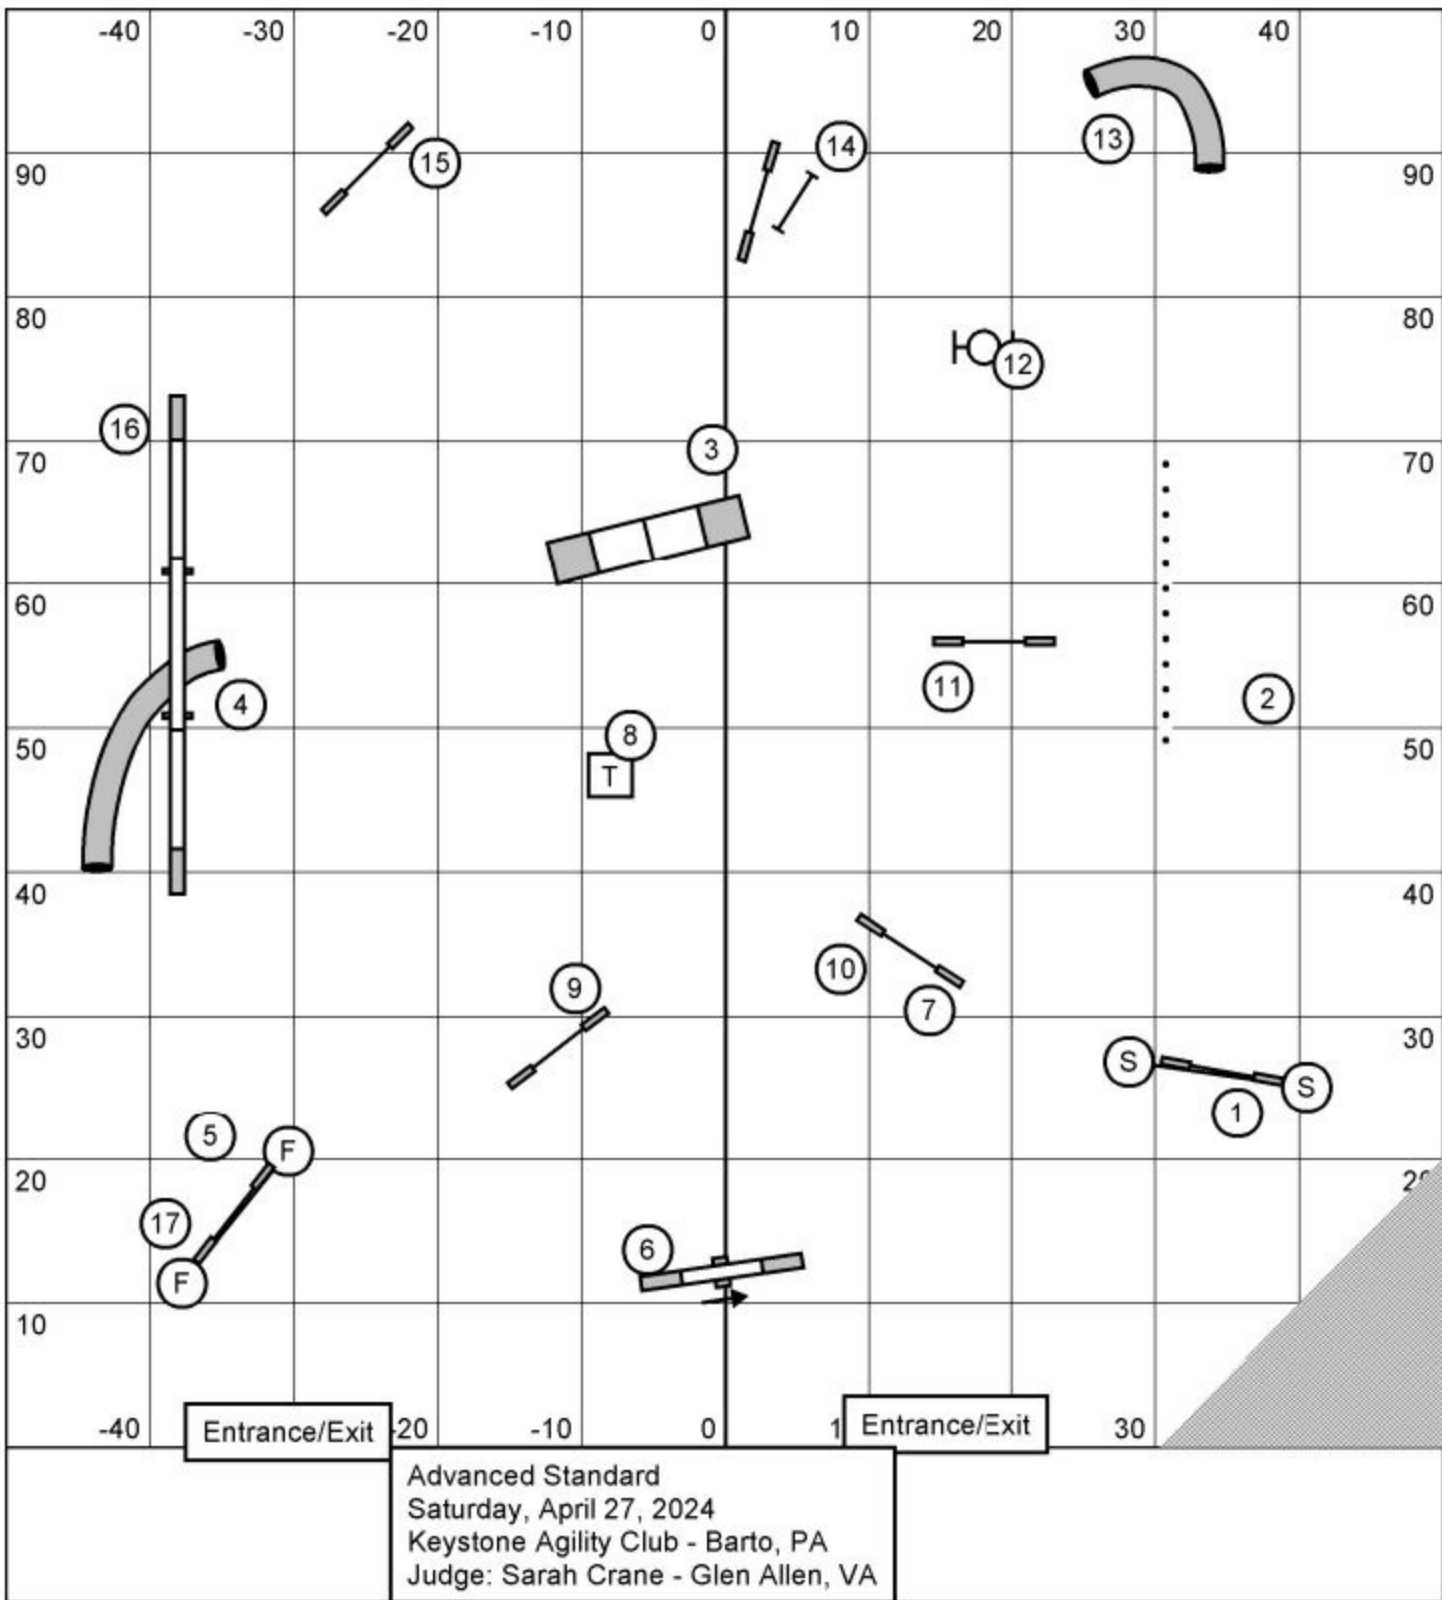 -40 -30 -20 -10 0 10 20 30 40
13
14
15
90 90
80 80
12
16
3
70 70
60 60
11
4
2
8
50 50
T
40 40
10
9
7
30 30
S
S
1
5
F
20
17
6
F
10
-40 Entrance/Exit -20 -10 0 Entrance/Exit 30
Advanced Standard
Saturday, April 27, 2024
Keystone Agility Club - Barto, PA
Judge: Sarah Crane - Glen Allen, VA